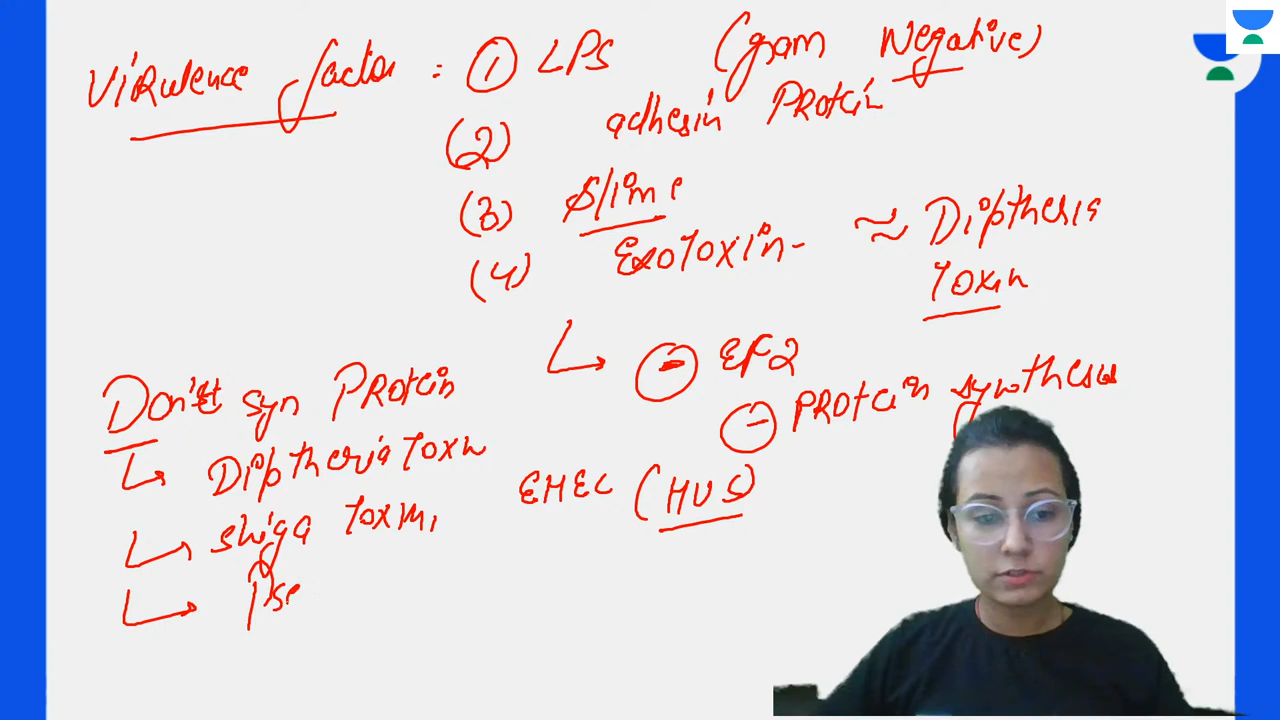 Virulence factor : (1) LPS (gram Negative)
(2) adhesin Protein
(3) Slime
(4) Exotoxin - ≈ Diptheria
Toxin
↳ ⊖ EF2
⊖ Protein synthesis
Don't syn Protein
↳ Diptheria Toxin
↳ Shiga Toxin, EHEC (HUS)
↳ Pse